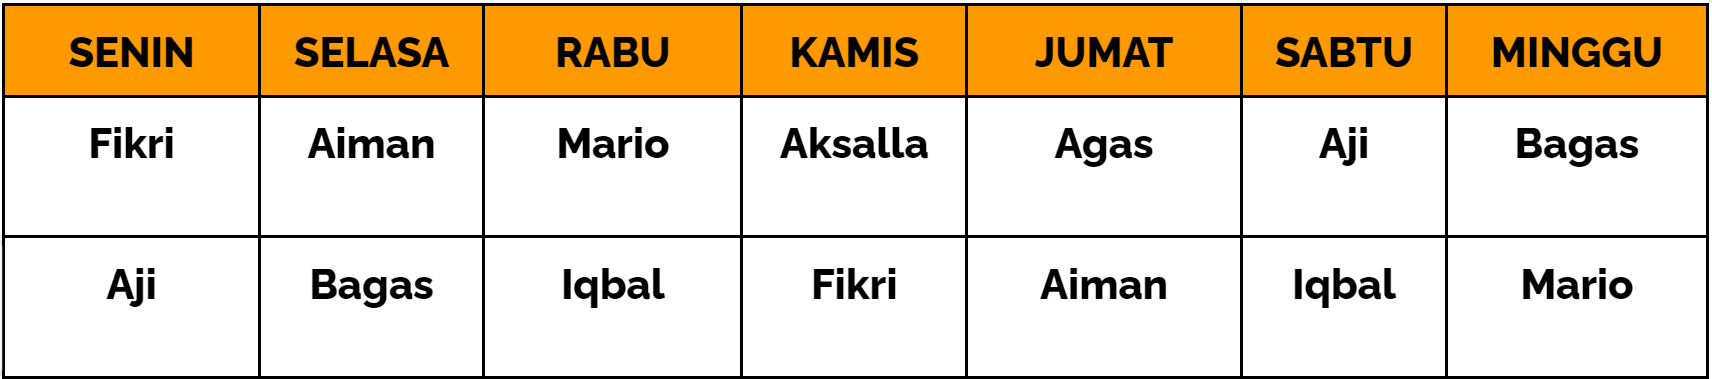 SENIN SELASA RABU KAMIS JUMAT SABTU MINGGU
Fikri Aiman Mario Aksalla Agas Aji Bagas
Aji Bagas Iqbal Fikri Aiman Iqbal Mario